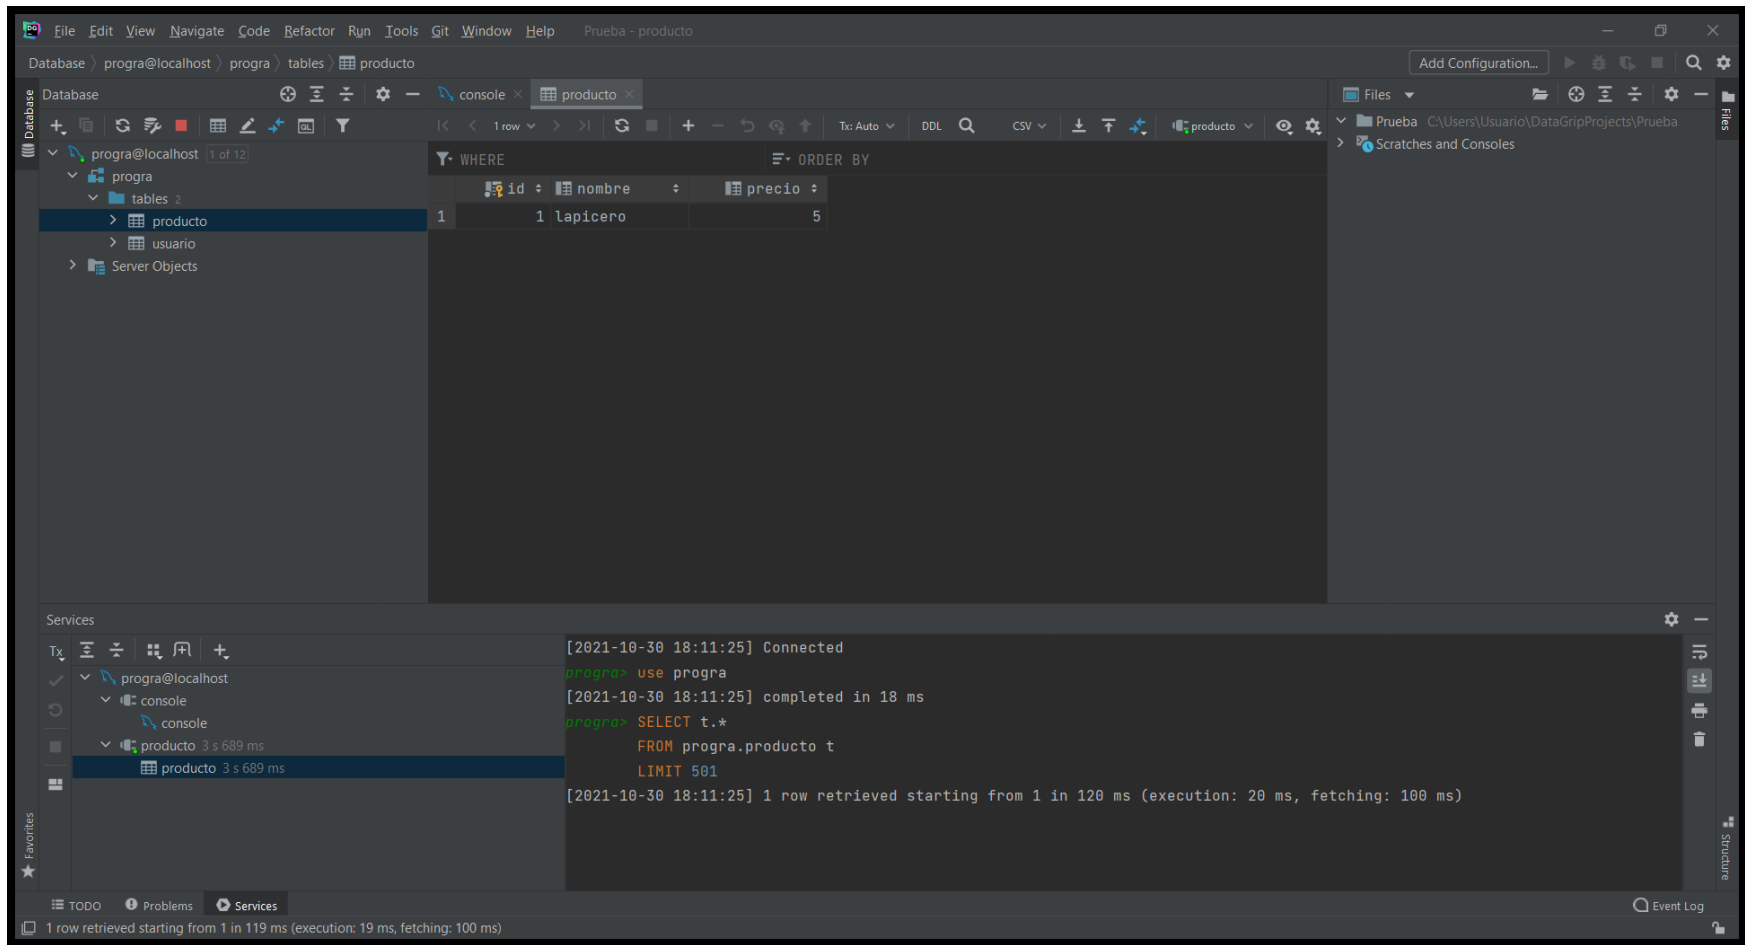 File Edit View Navigate Code Refactor Run Tools Git Window Help Prueba - producto
Database progra@localhost progra tables producto Add Configuration...
Database
Database
console producto
Files
Files
1 row Tx: Auto DDL CSV producto
progra@localhost 1 of 12
progra
tables 2
producto
usuario
Server Objects
WHERE ORDER BY
id nombre precio
1 1 lapicero 5
Prueba C:\Users\Usuario\DataGripProjects\Prueba
Scratches and Consoles
Services
Tx
progra@localhost
console
console
producto 3 s 689 ms
producto 3 s 689 ms
[2021-10-30 18:11:25] Connected
progra> use progra
[2021-10-30 18:11:25] completed in 18 ms
progra> SELECT t.*
FROM progra.producto t
LIMIT 501
[2021-10-30 18:11:25] 1 row retrieved starting from 1 in 120 ms (execution: 20 ms, fetching: 100 ms)
Favorites
Structure
TODO Problems Services Event Log
1 row retrieved starting from 1 in 119 ms (execution: 19 ms, fetching: 100 ms)